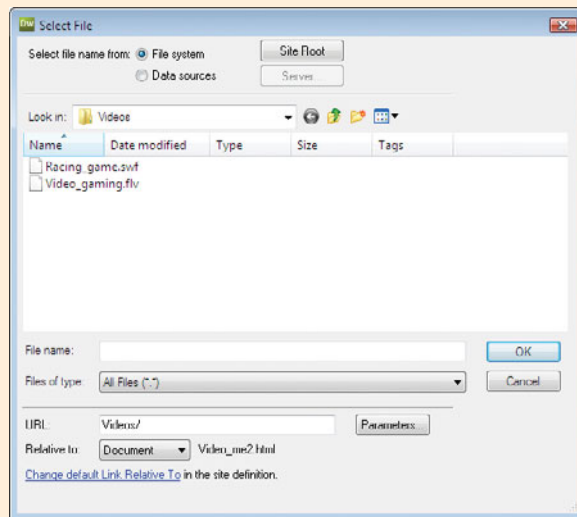 Dw Select File
Select file name from: File system Site Root
Data sources Server...
Look in: Videos
Name Date modified Type Size Tags
Racing_game.swf
Video_gaming.flv
File name: OK
Files of type: All Files (*.*) Cancel
URL: Videos/ Parameters...
Relative to: Document Video_me2.html
Change default Link Relative To in the site definition.